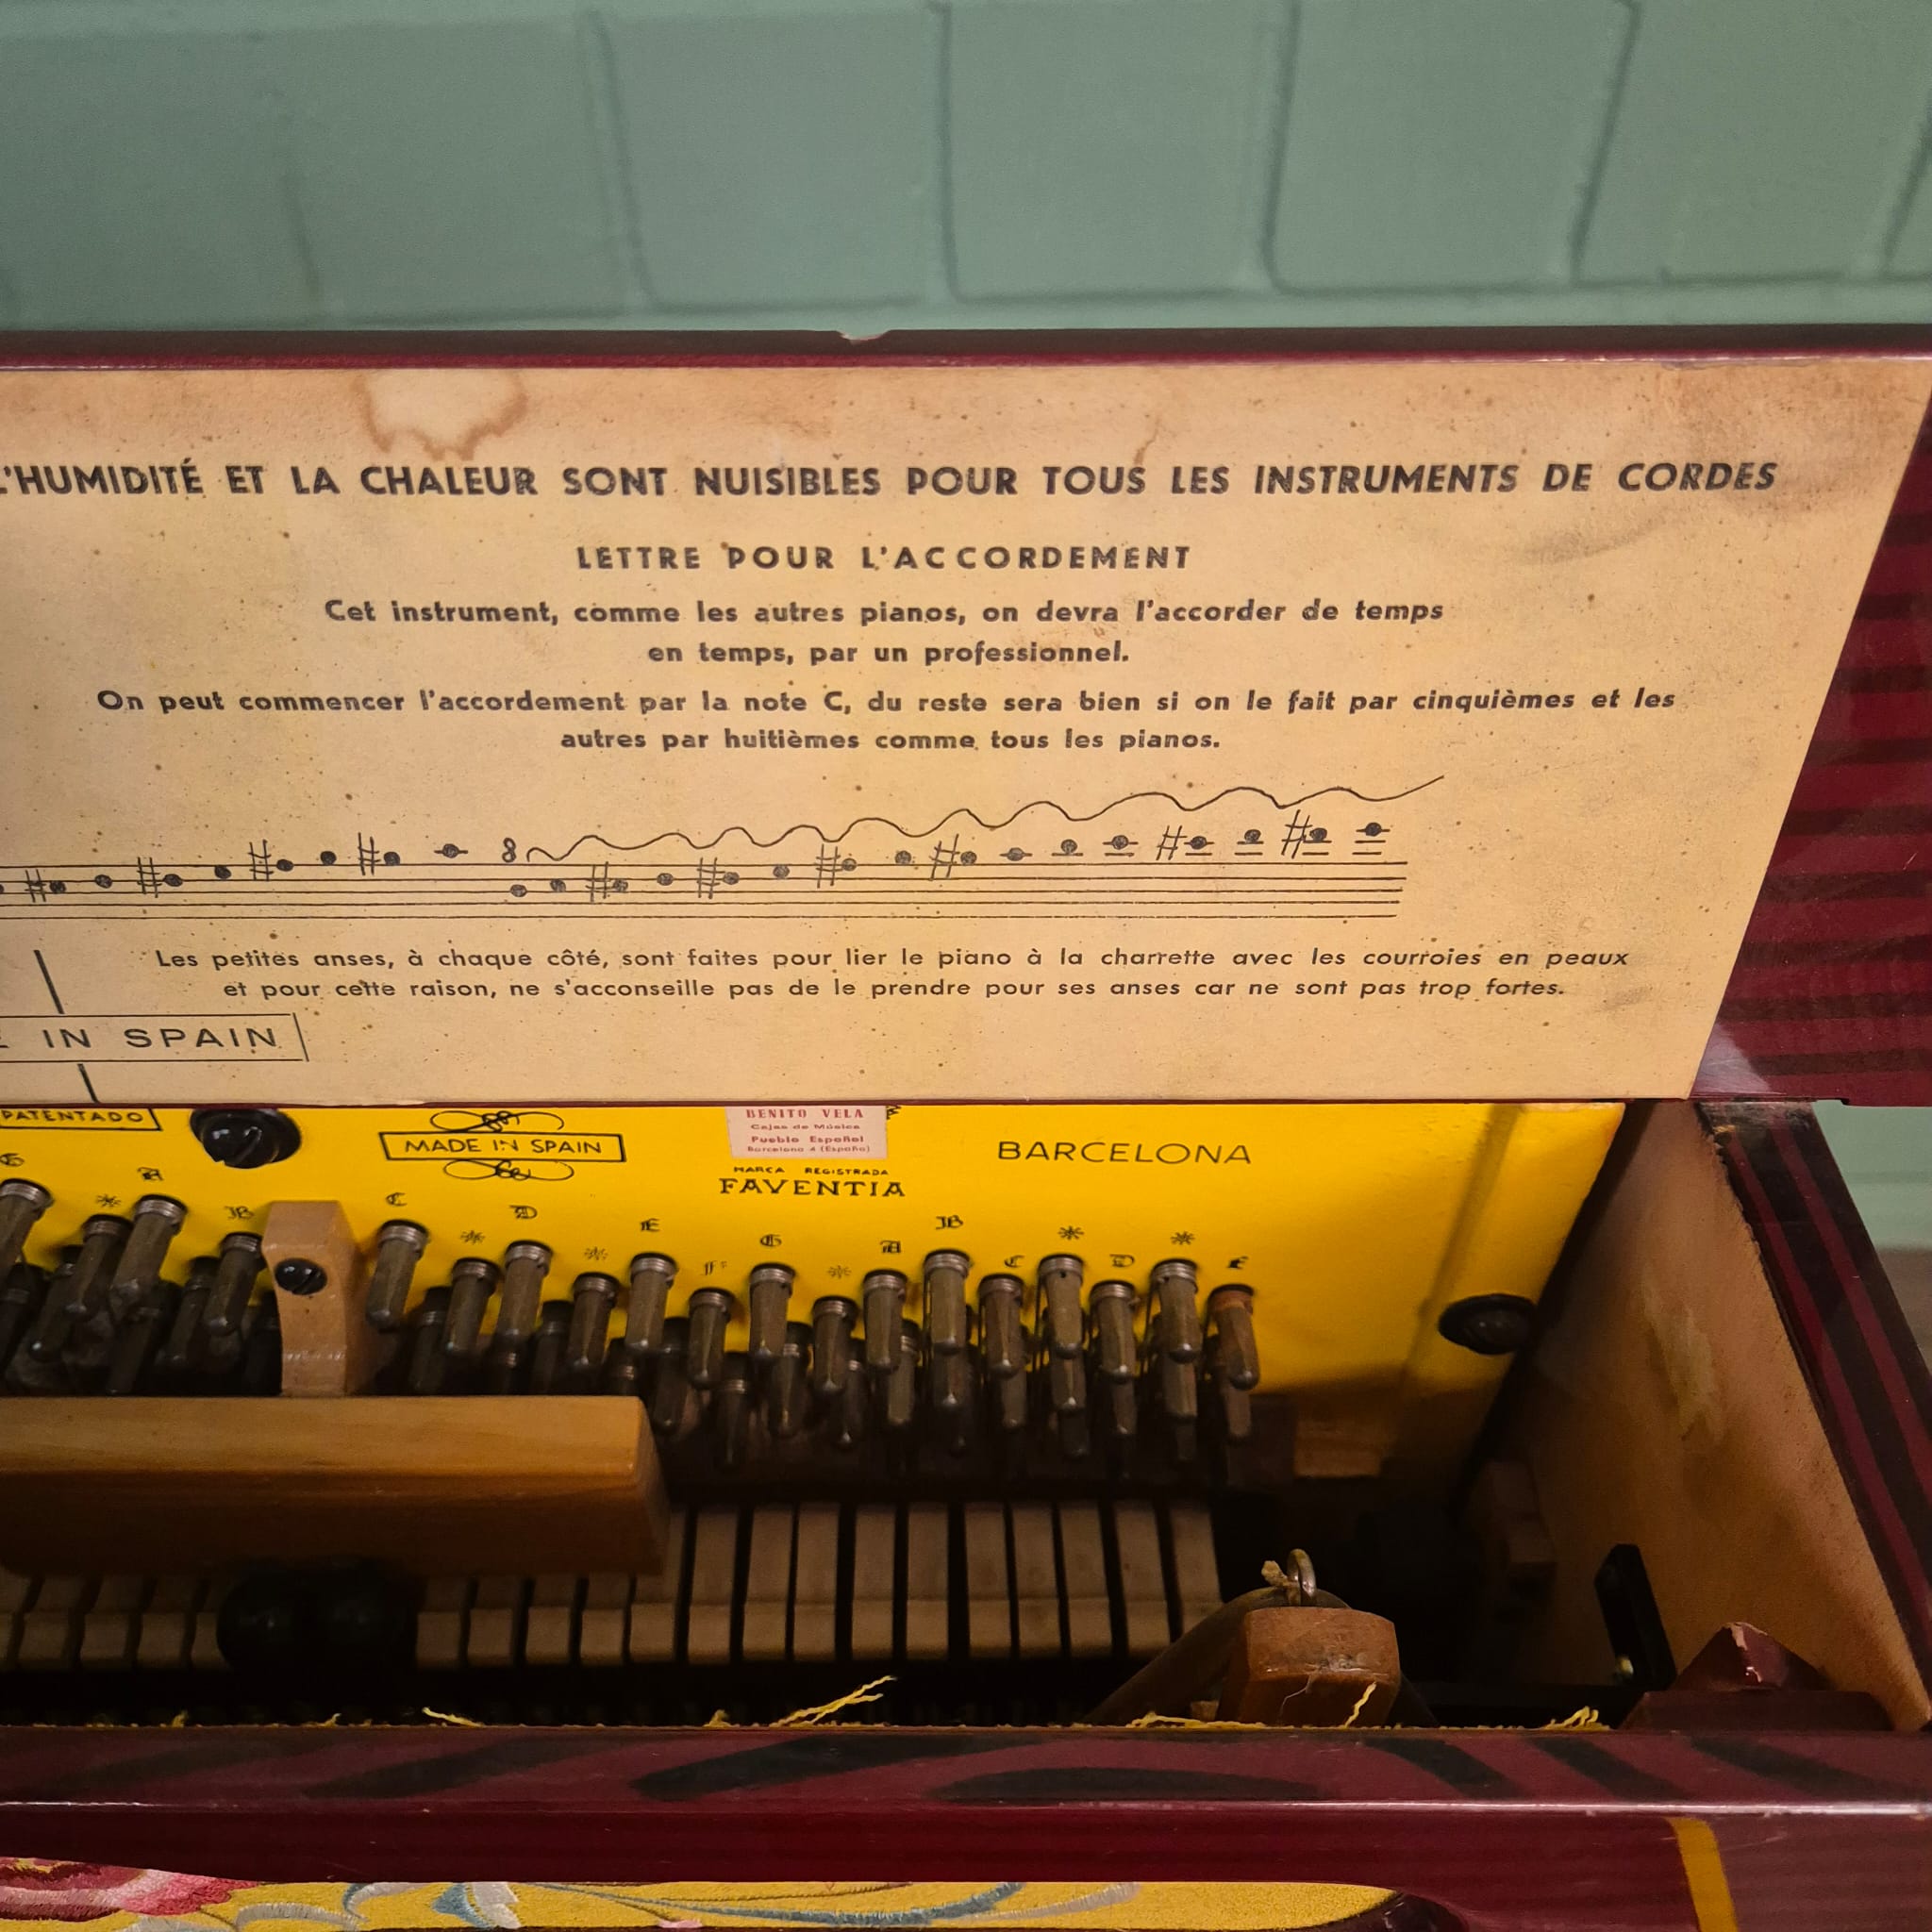 L'HUMIDITÉ ET LA CHALEUR SONT NUISIBLES POUR TOUS LES INSTRUMENTS DE CORDES
LETTRE POUR L'ACCORDEMENT
Cet instrument, comme les autres pianos, on devra l'accorder de temps
en temps, par un professionnel.
On peut commencer l'accordement par la note C, du reste sera bien si on le fait par cinquièmes et les
autres par huitièmes comme tous les pianos.
8
Les petites anses, à chaque côté, sont faites pour lier le piano à la charrette avec les courroies en peaux
et pour cette raison, ne s'acconseille pas de le prendre pour ses anses car ne sont pas trop fortes.
IN SPAIN
PATENTADO
MADE IN SPAIN
BENITO VELA
Cajas de Música
Pueblo Español
Barcelona 4 (España)
MARCA REGISTRADA
FAVENTIA
BARCELONA
G * A B C * D * E F G * A B C * D * E